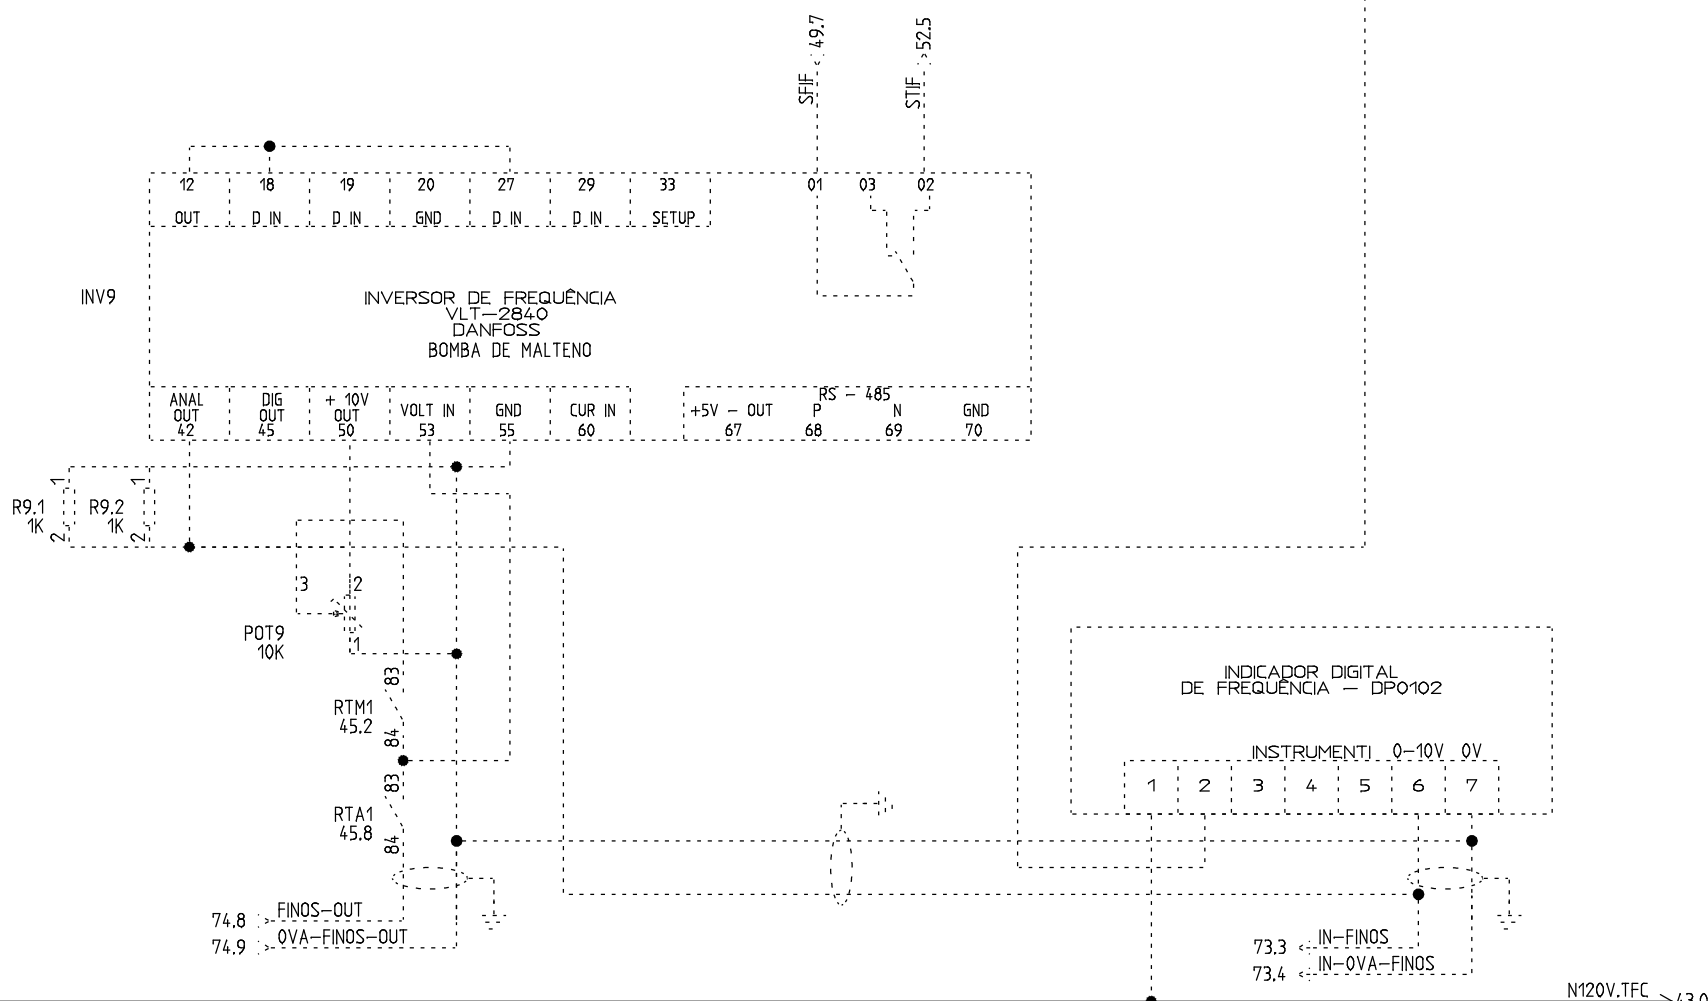 49.7
52.5
SFIF
STIF
12 18 19 20 27 29 33 01 03 02
OUT D IN D IN GND D IN D IN SETUP
INV9
INVERSOR DE FREQUÊNCIA
VLT-2840
DANFOSS
BOMBA DE MALTENO
RS - 485
ANAL OUT 42
DIG OUT 45
+ 10V OUT 50
VOLT IN 53
GND 55
CUR IN 60
+5V - OUT 67
P 68
N 69
GND 70
1
1
R9.1
1K
R9.2
1K
2
2
3
2
POT9
10K
1
83
RTM1
45.2
84
83
RTA1
45.8
84
INDICADOR DIGITAL
DE FREQUÊNCIA - DP0102
INSTRUMENTI 0-10V 0V
1 2 3 4 5 6 7
74.8 FINOS-OUT
74.9 OVA-FINOS-OUT
73.3 IN-FINOS
73.4 IN-OVA-FINOS
N120V.TFC